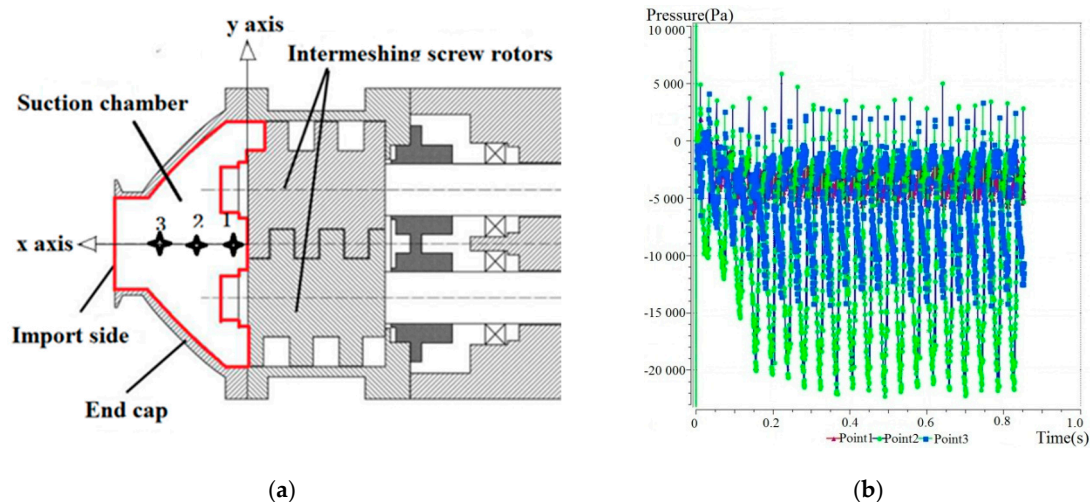 y axis
Intermeshing screw rotors
Suction chamber
3 2 1
x axis
Import side
End cap
(a)
Pressure(Pa)
10 000
5 000
0
-5 000
-10 000
-15 000
-20 000
0 0.2 0.4 0.6 0.8 1.0
Time(s)
Point1 Point2 Point3
(b)